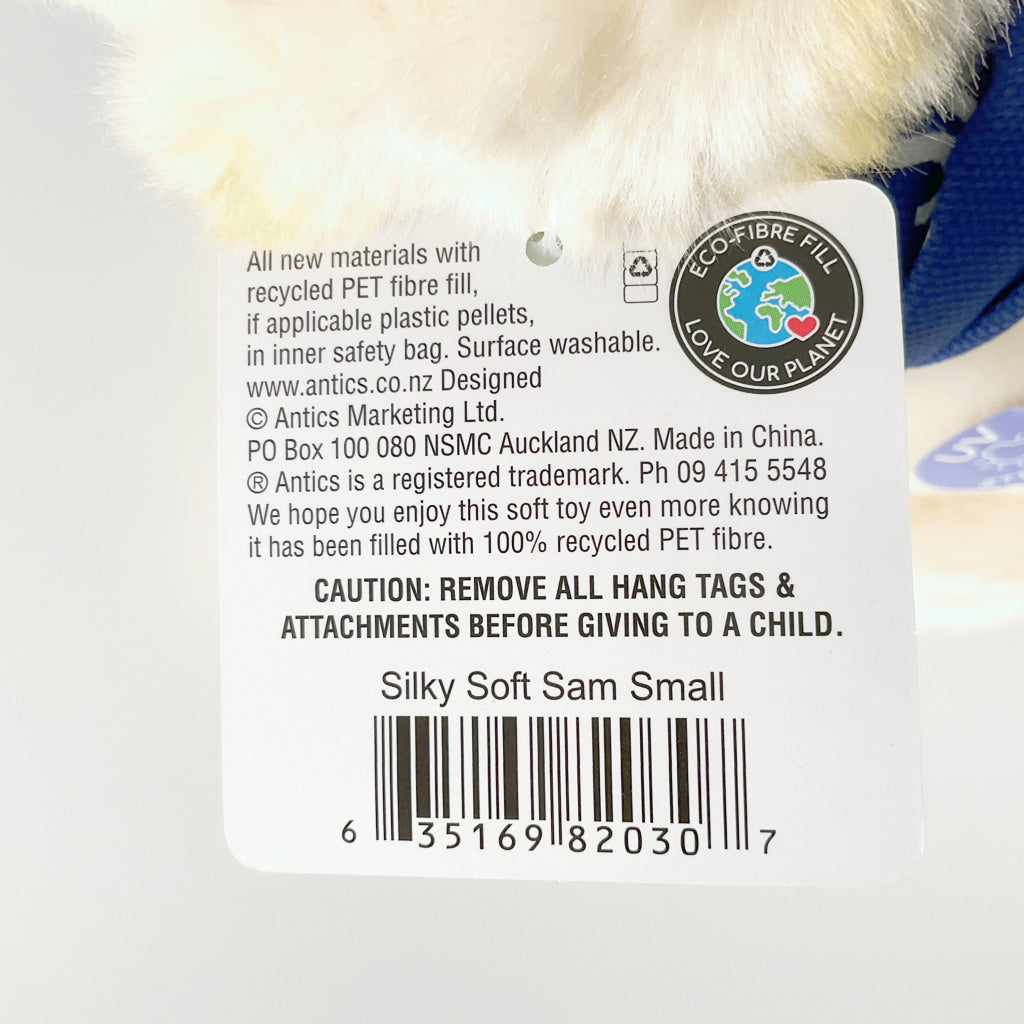 All new materials with
recycled PET fibre fill,
if applicable plastic pellets,
in inner safety bag. Surface washable.
www.antics.co.nz Designed
© Antics Marketing Ltd.
PO Box 100 080 NSMC Auckland NZ. Made in China.
® Antics is a registered trademark. Ph 09 415 5548
We hope you enjoy this soft toy even more knowing
it has been filled with 100% recycled PET fibre.
ECO-FIBRE FILL
LOVE OUR PLANET
CAUTION: REMOVE ALL HANG TAGS &
ATTACHMENTS BEFORE GIVING TO A CHILD.
Silky Soft Sam Small
6 35169 82030 7